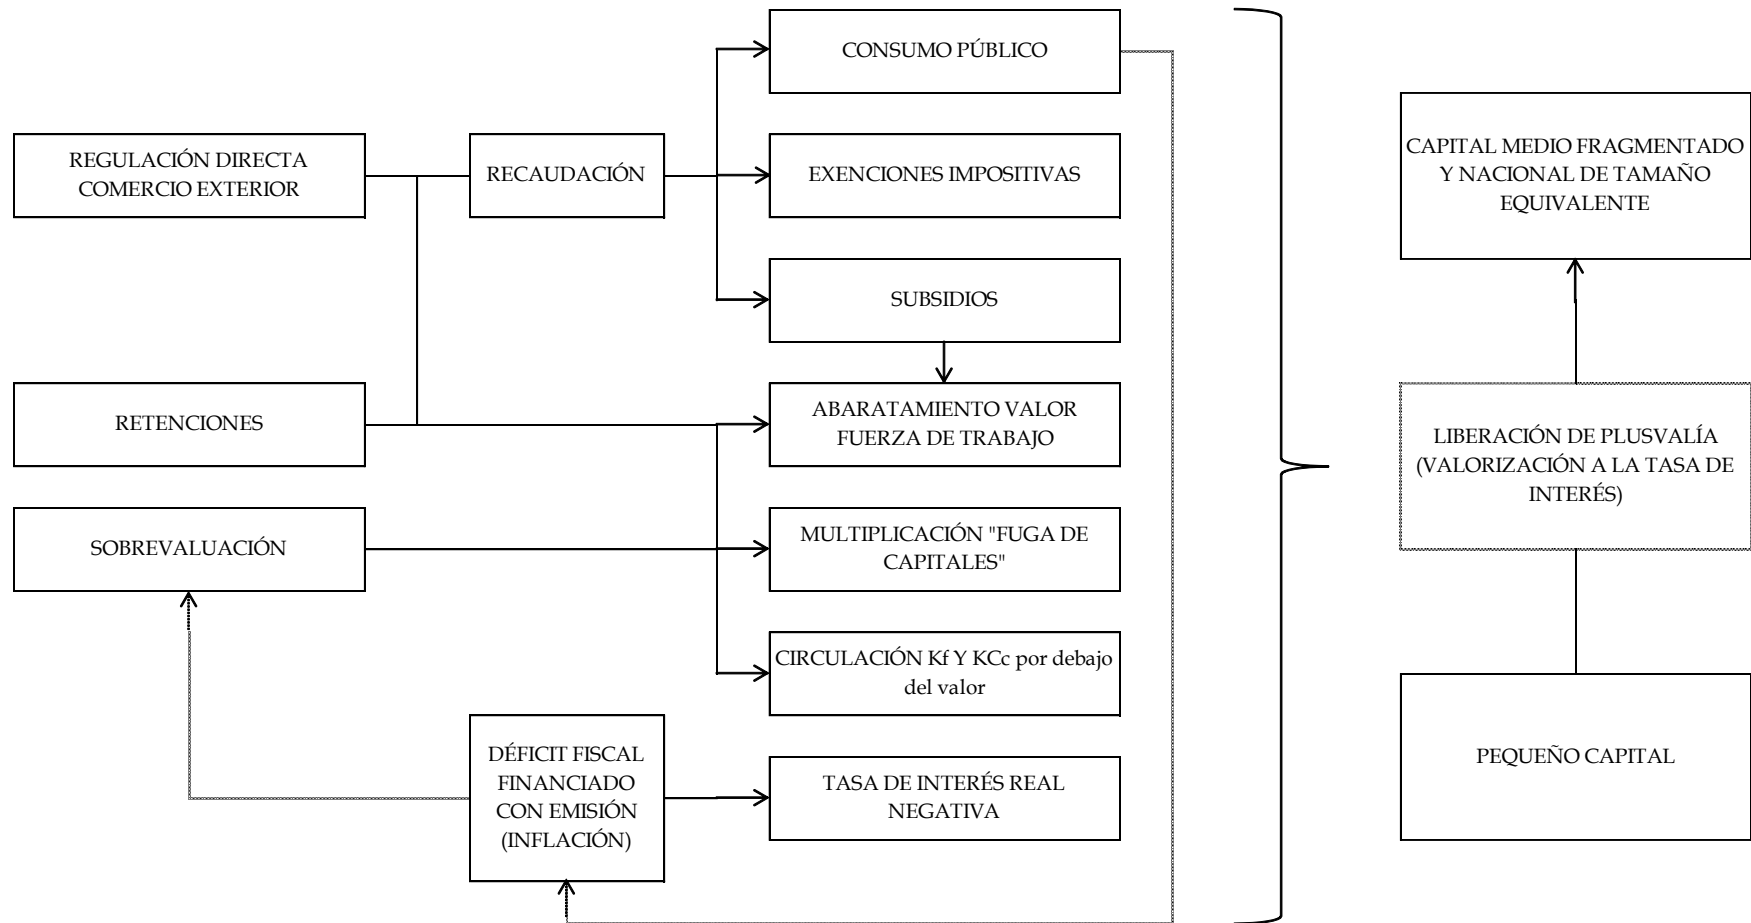 CONSUMO PÚBLICO
REGULACIÓN DIRECTA
COMERCIO EXTERIOR
RECAUDACIÓN
EXENCIONES IMPOSITIVAS
SUBSIDIOS
RETENCIONES
ABARATAMIENTO VALOR
FUERZA DE TRABAJO
SOBREVALUACIÓN
MULTIPLICACIÓN "FUGA DE
CAPITALES"
CIRCULACIÓN Kf Y KCc por debajo
del valor
DÉFICIT FISCAL
FINANCIADO
CON EMISIÓN
(INFLACIÓN)
TASA DE INTERÉS REAL
NEGATIVA
CAPITAL MEDIO FRAGMENTADO
Y NACIONAL DE TAMAÑO
EQUIVALENTE
LIBERACIÓN DE PLUSVALÍA
(VALORIZACIÓN A LA TASA DE
INTERÉS)
PEQUEÑO CAPITAL